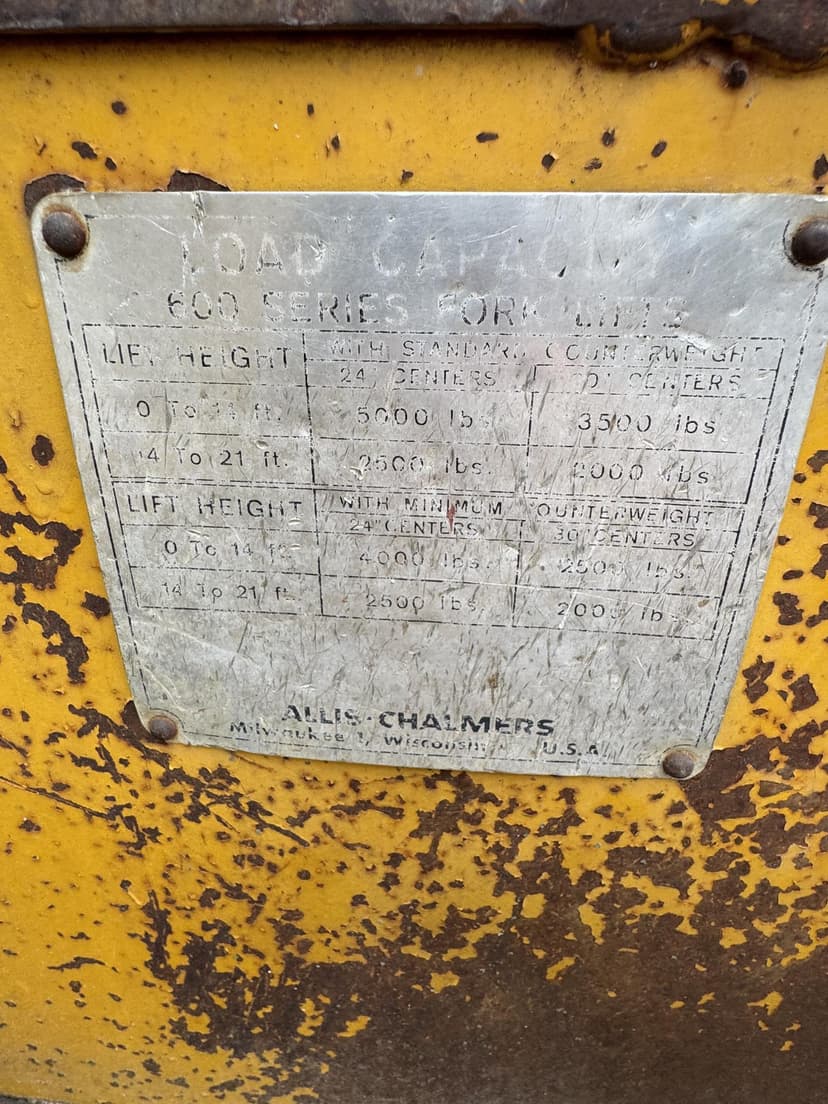 LOAD CAPACITY
600 SERIES FORK LIFTS
LIFT HEIGHT WITH STANDARD COUNTERWEIGHT
24" CENTERS 30" CENTERS
0 To 14 ft. 5000 lbs. 3500 lbs
14 To 21 ft. 2500 lbs. 2000 lbs
LIFT HEIGHT WITH MINIMUM COUNTERWEIGHT
24" CENTERS 30" CENTERS
0 To 14 ft. 4000 lbs. 2500 lbs.
14 To 21 ft. 2500 lbs. 2000 lbs.
ALLIS-CHALMERS
Milwaukee 1, Wisconsin U.S.A.